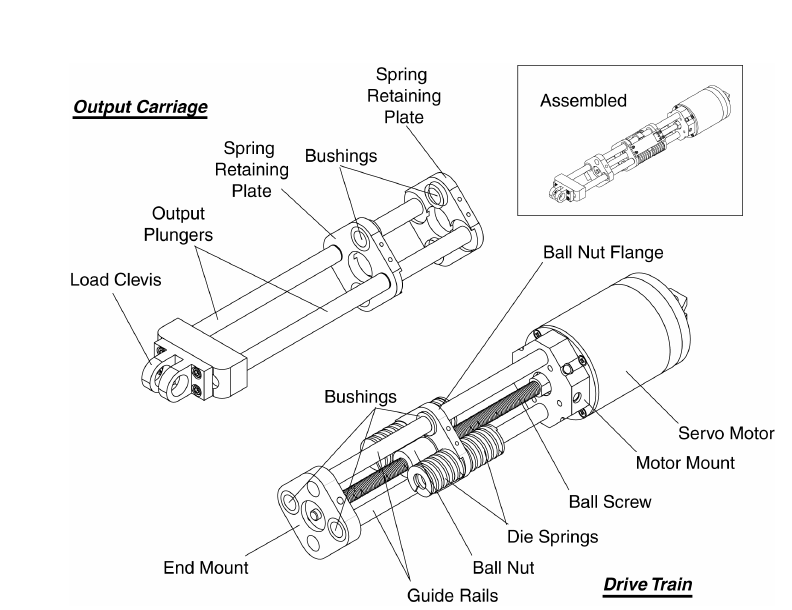 Output Carriage
Spring
Retaining
Plate
Assembled
Spring
Retaining
Plate
Bushings
Output
Plungers
Load Clevis
Ball Nut Flange
Bushings
Servo Motor
Motor Mount
Ball Screw
Die Springs
End Mount
Ball Nut
Guide Rails
Drive Train